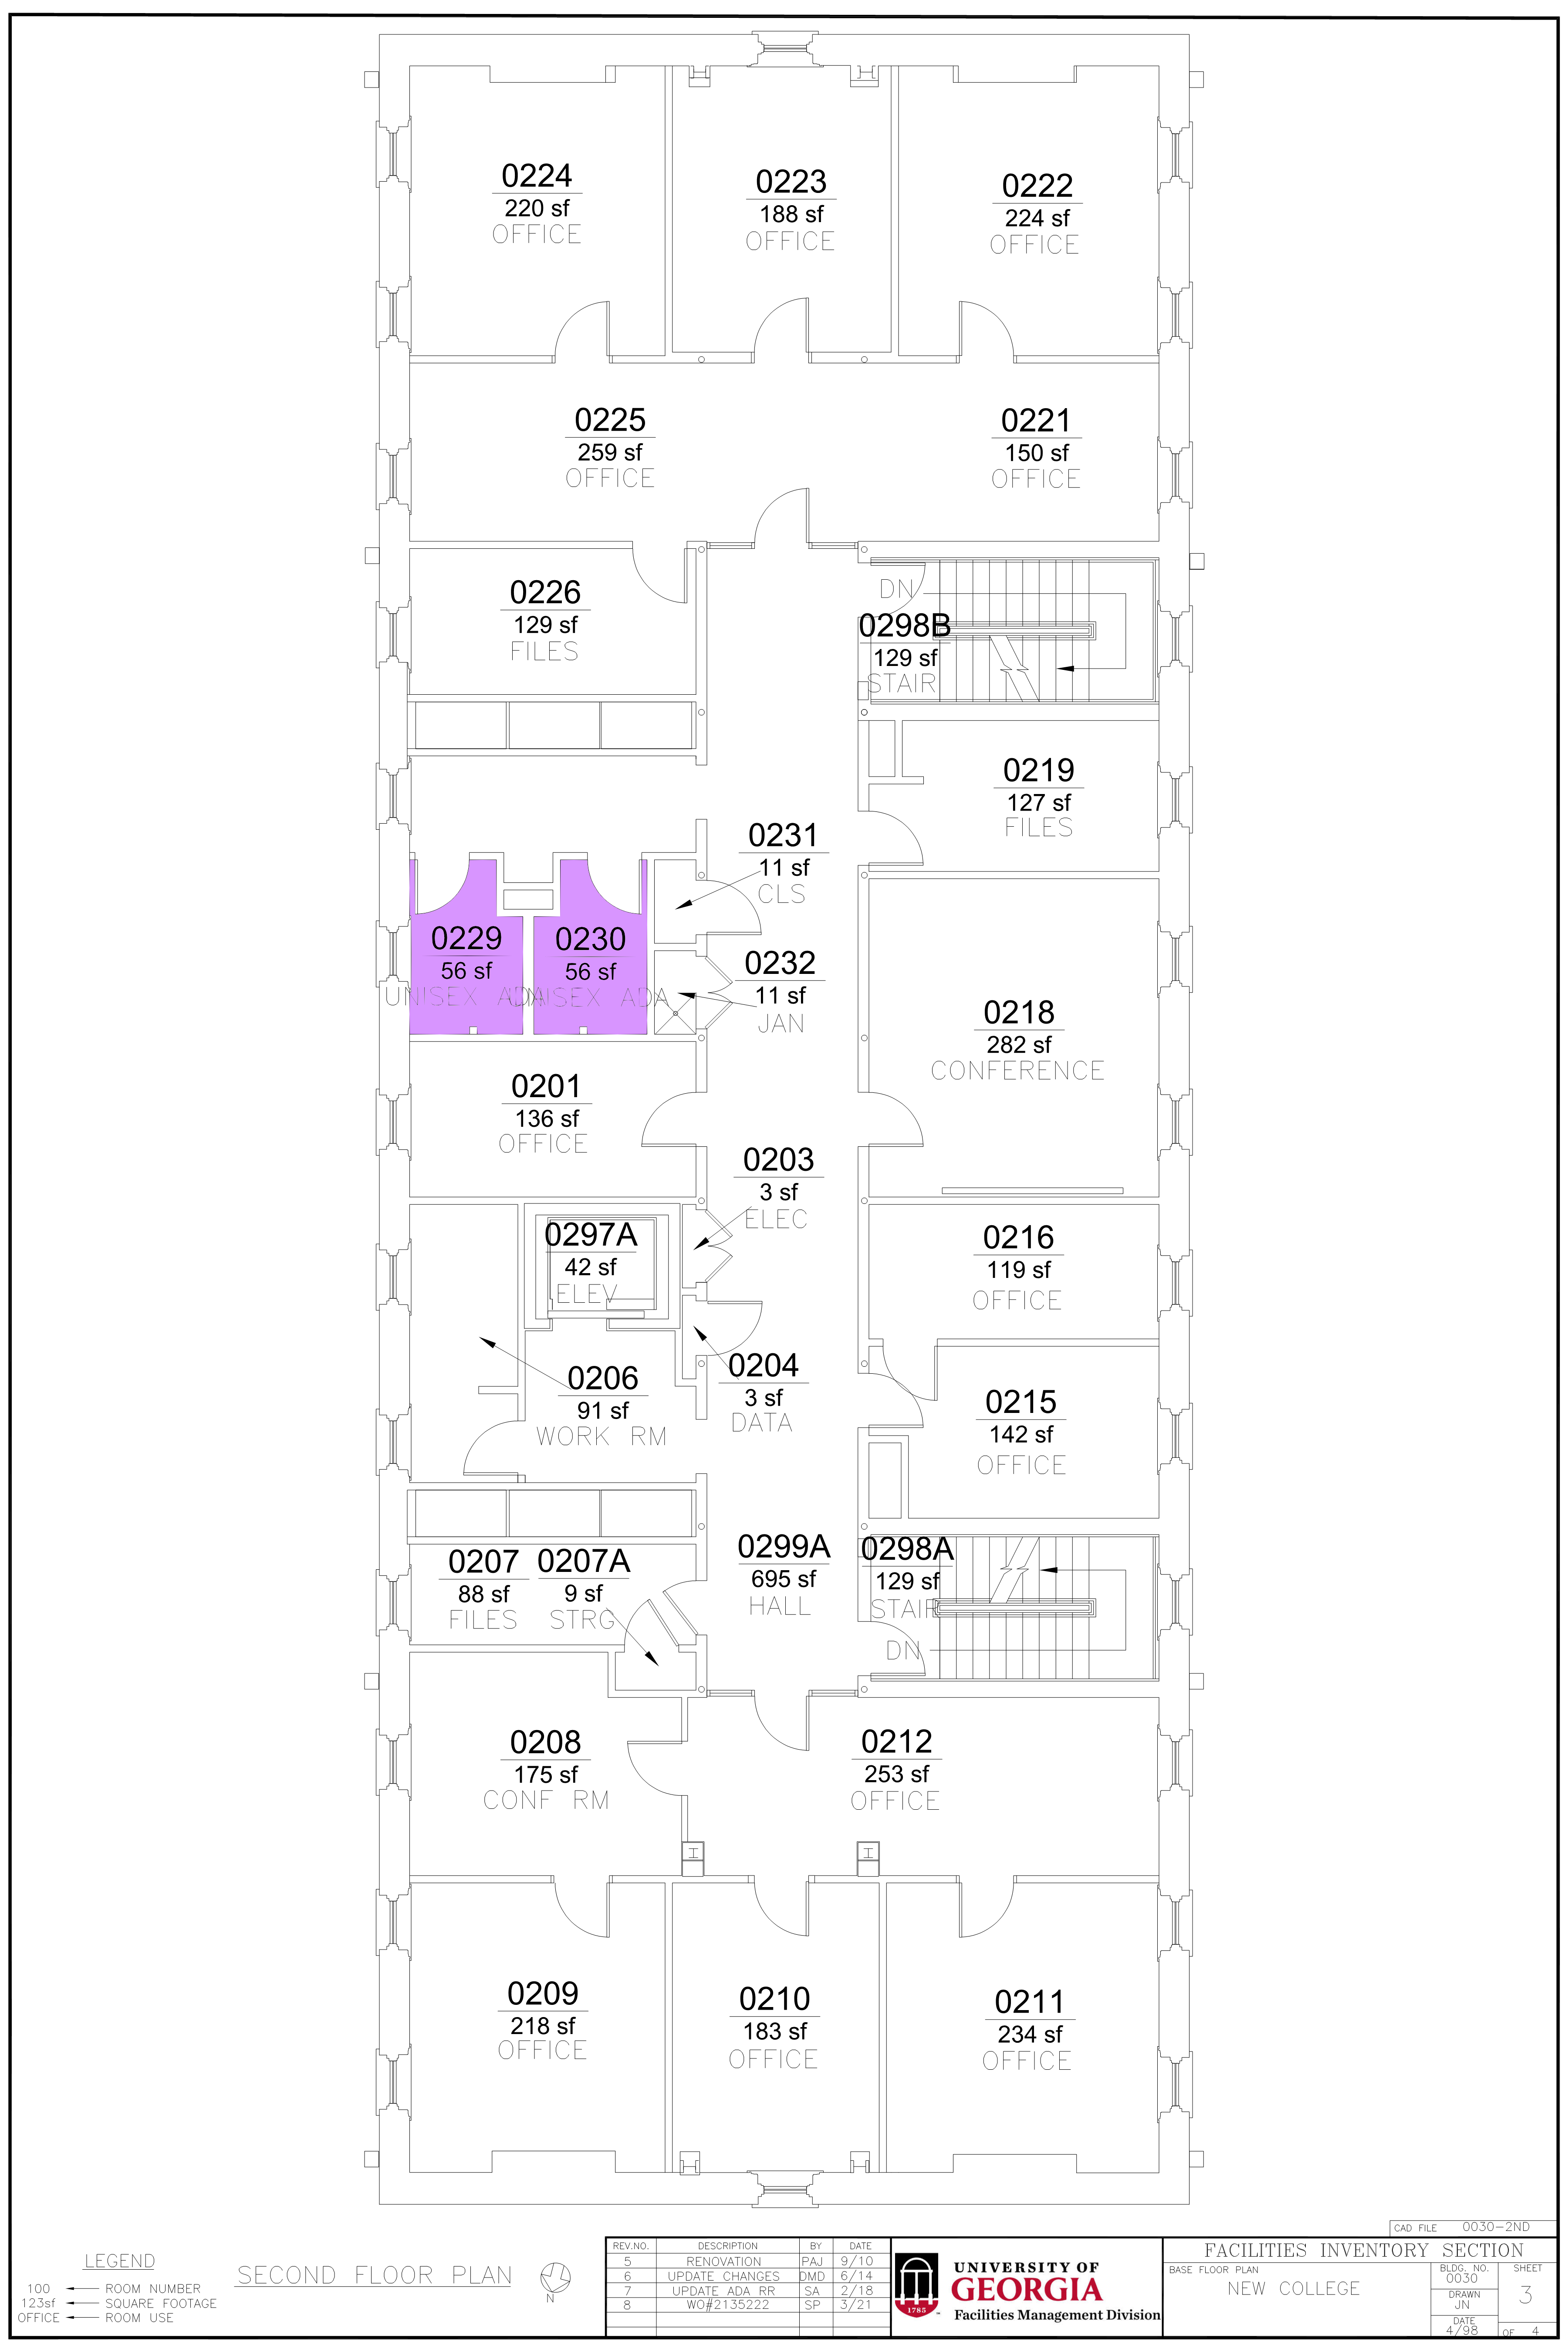 0224
220 sf
OFFICE
0223
188 sf
OFFICE
0222
224 sf
OFFICE
0225
259 sf
OFFICE
0221
150 sf
OFFICE
0226
129 sf
FILES
DN
0298B
129 sf
STAIR
0219
127 sf
FILES
0231
11 sf
CLS
0229
56 sf
UNISEX ADA
0230
56 sf
UNISEX ADA
0232
11 sf
JAN
0218
282 sf
CONFERENCE
0201
136 sf
OFFICE
0203
3 sf
ELEC
0297A
42 sf
ELEV
0216
119 sf
OFFICE
0206
91 sf
WORK RM
0204
3 sf
DATA
0215
142 sf
OFFICE
0207
88 sf
FILES
0207A
9 sf
STRG
0299A
695 sf
HALL
0298A
129 sf
STAIR
DN
0208
175 sf
CONF RM
0212
253 sf
OFFICE
0209
218 sf
OFFICE
0210
183 sf
OFFICE
0211
234 sf
OFFICE
CAD FILE 0030-2ND
LEGEND
100 ROOM NUMBER
123sf SQUARE FOOTAGE
OFFICE ROOM USE
SECOND FLOOR PLAN
N
REV.NO. DESCRIPTION BY DATE
5 RENOVATION PAJ 9/10
6 UPDATE CHANGES DMD 6/14
7 UPDATE ADA RR SA 2/18
8 WO#2135222 SP 3/21
1785
UNIVERSITY OF
GEORGIA
Facilities Management Division
FACILITIES INVENTORY SECTION
BASE FLOOR PLAN
NEW COLLEGE
BLDG. NO.
0030
DRAWN
JN
DATE
4/98
SHEET
3
OF 4